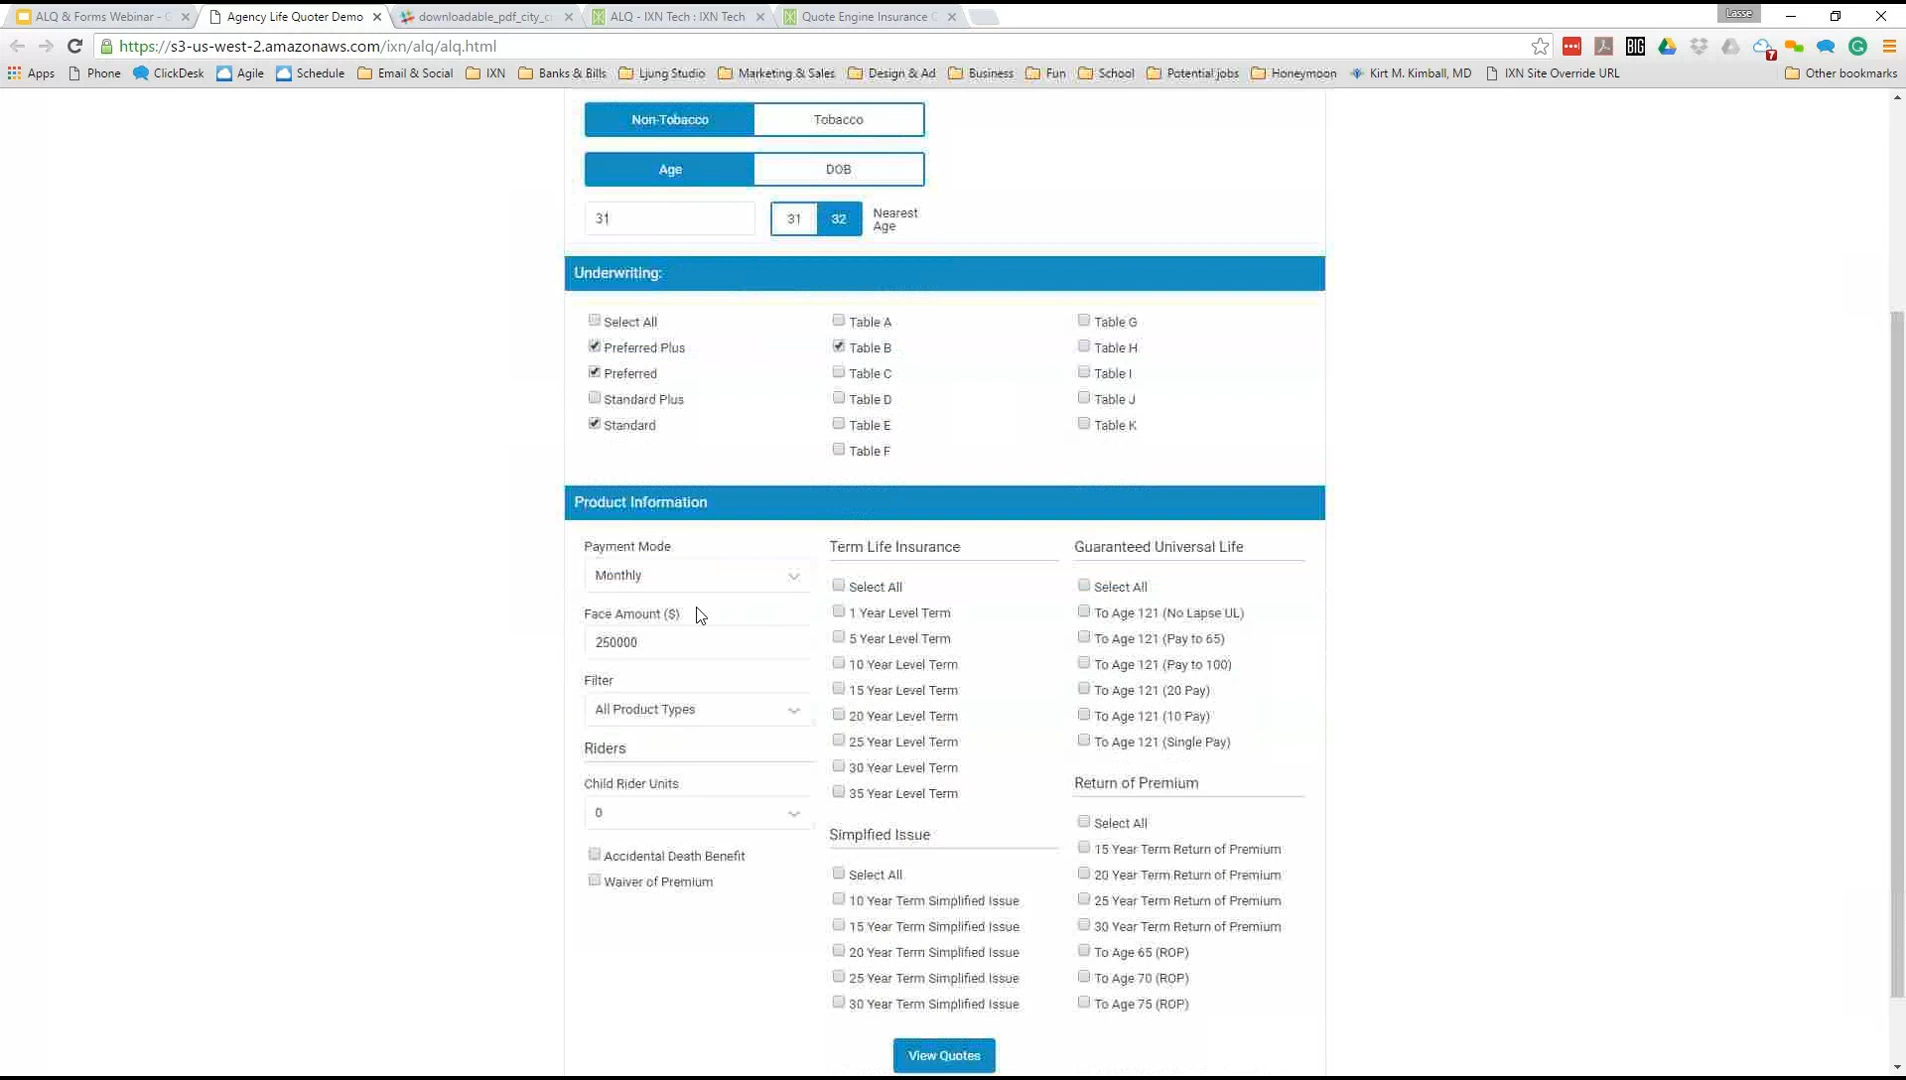 ALQ & Forms Webinar - G
Agency Life Quoter Demo
downloadable_pdf_city_c
ALQ - IXN Tech : IXN Tech
Quote Engine Insurance
Lasse
https://s3-us-west-2.amazonaws.com/ixn/alq/alq.html
BIG
7
Apps
Phone
ClickDesk
Agile
Schedule
Email & Social
IXN
Banks & Bills
Ljung Studio
Marketing & Sales
Design & Ad
Business
Fun
School
Potential jobs
Honeymoon
Kirt M. Kimball, MD
IXN Site Override URL
Other bookmarks
Non-Tobacco
Tobacco
Age
DOB
31
31
32
Nearest
Age
Underwriting:
Select All
Preferred Plus
Preferred
Standard Plus
Standard
Table A
Table B
Table C
Table D
Table E
Table F
Table G
Table H
Table I
Table J
Table K
Product Information
Payment Mode
Monthly
Face Amount ($)
250000
Filter
All Product Types
Riders
Child Rider Units
0
Accidental Death Benefit
Waiver of Premium
Term Life Insurance
Select All
1 Year Level Term
5 Year Level Term
10 Year Level Term
15 Year Level Term
20 Year Level Term
25 Year Level Term
30 Year Level Term
35 Year Level Term
Simplfied Issue
Select All
10 Year Term Simplified Issue
15 Year Term Simplified Issue
20 Year Term Simplified Issue
25 Year Term Simplified Issue
30 Year Term Simplified Issue
Guaranteed Universal Life
Select All
To Age 121 (No Lapse UL)
To Age 121 (Pay to 65)
To Age 121 (Pay to 100)
To Age 121 (20 Pay)
To Age 121 (10 Pay)
To Age 121 (Single Pay)
Return of Premium
Select All
15 Year Term Return of Premium
20 Year Term Return of Premium
25 Year Term Return of Premium
30 Year Term Return of Premium
To Age 65 (ROP)
To Age 70 (ROP)
To Age 75 (ROP)
View Quotes